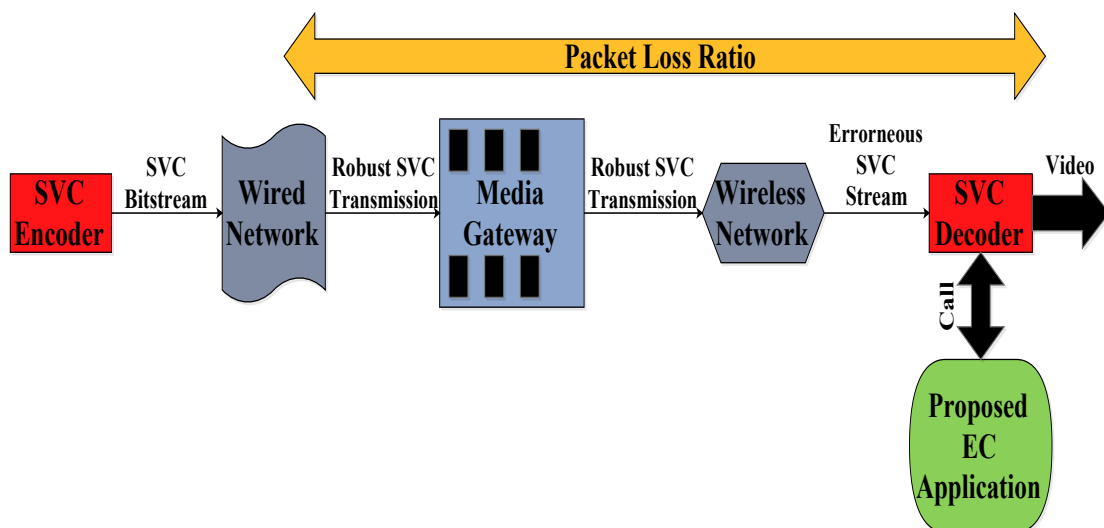 Packet Loss Ratio
SVC
Encoder
SVC
Bitstream
Wired
Network
Robust SVC
Transmission
Media
Gateway
Robust SVC
Transmission
Wireless
Network
Errorneous
SVC
Stream
SVC
Decoder
Video
Call
Proposed
EC
Application